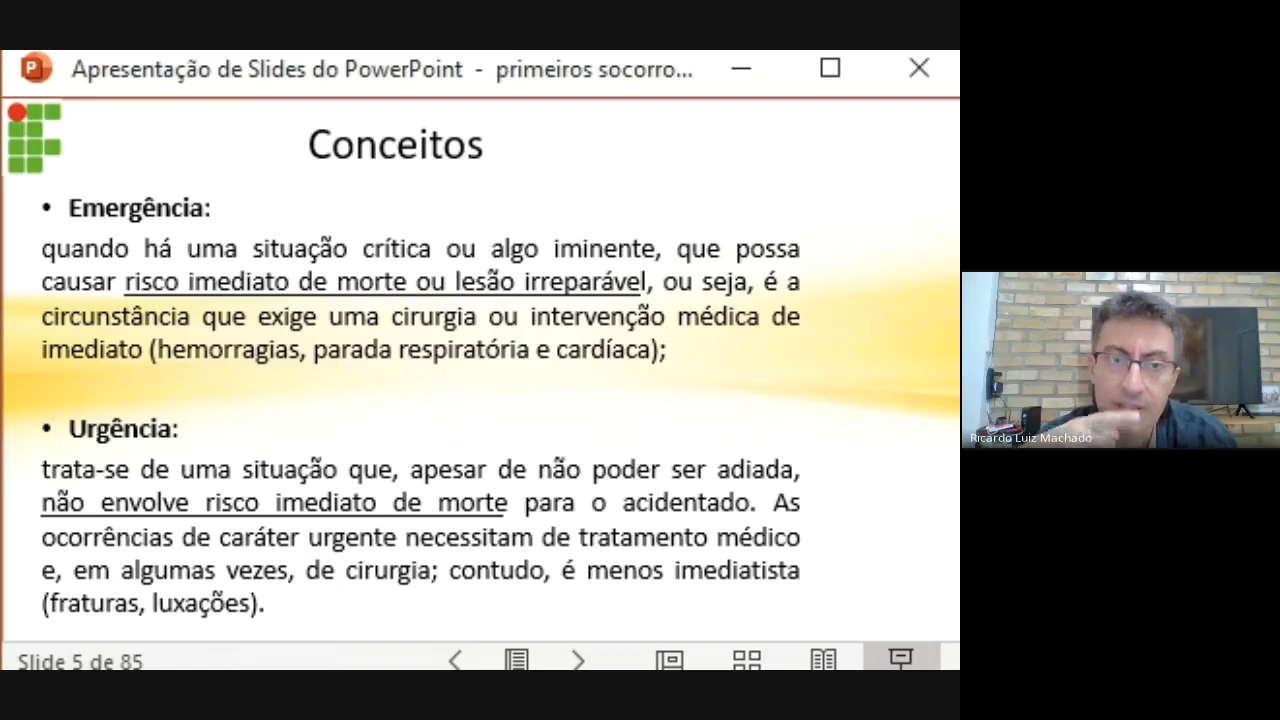 Apresentação de Slides do PowerPoint - primeiros socorro...
Conceitos
• Emergência:
quando há uma situação crítica ou algo iminente, que possa
causar risco imediato de morte ou lesão irreparável, ou seja, é a
circunstância que exige uma cirurgia ou intervenção médica de
imediato (hemorragias, parada respiratória e cardíaca);
• Urgência:
trata-se de uma situação que, apesar de não poder ser adiada,
não envolve risco imediato de morte para o acidentado. As
ocorrências de caráter urgente necessitam de tratamento médico
e, em algumas vezes, de cirurgia; contudo, é menos imediatista
(fraturas, luxações).
Slide 5 de 85
Ricardo Luiz Machado